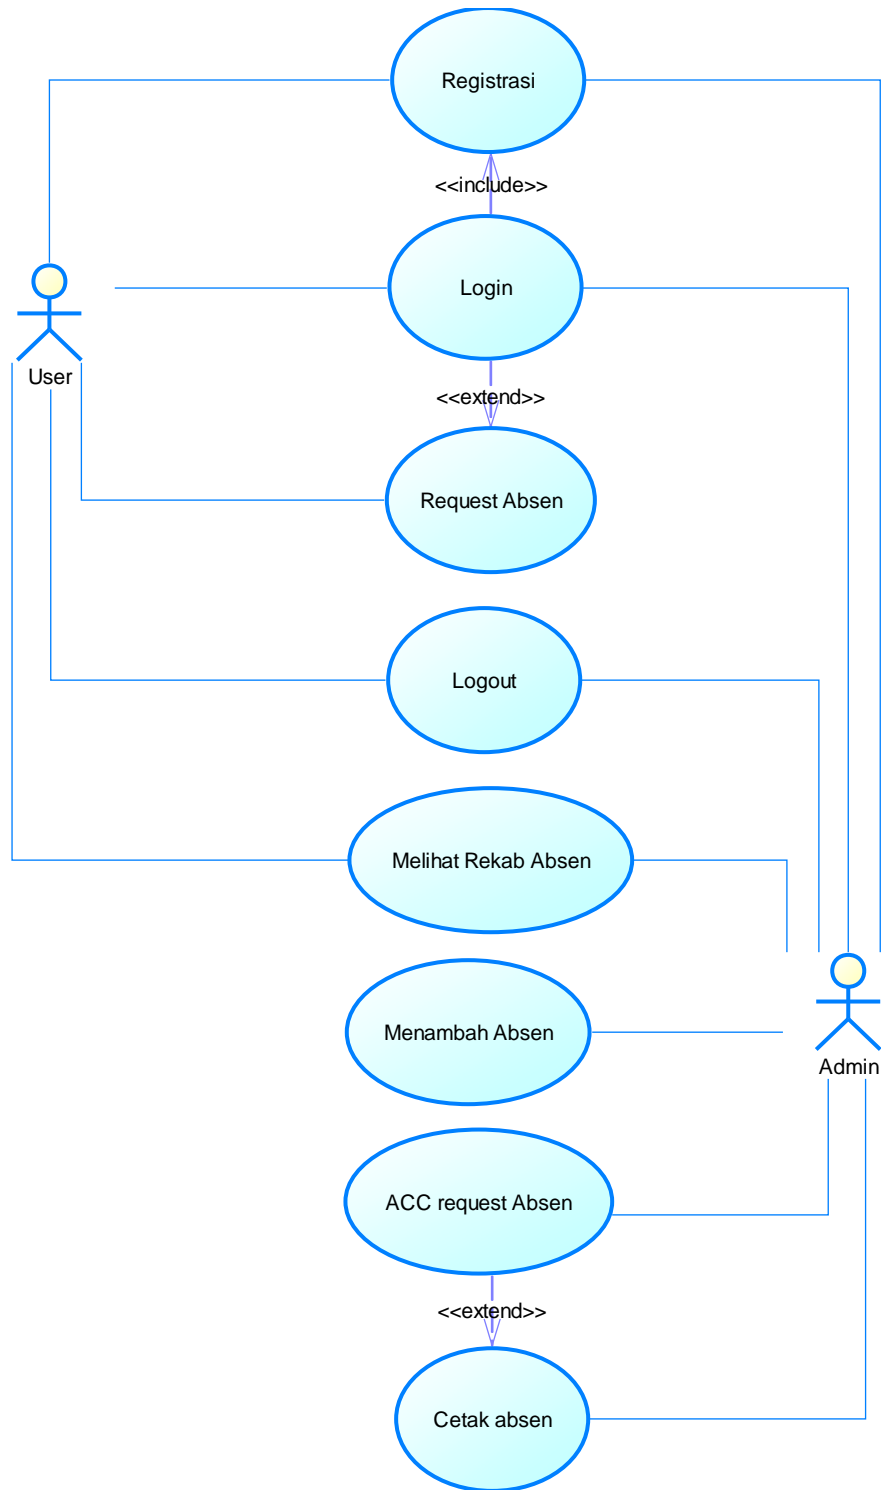 Registrasi
<<include>>
Login
User
<<extend>>
Request Absen
Logout
Melihat Rekab Absen
Menambah Absen
Admin
ACC request Absen
<<extend>>
Cetak absen